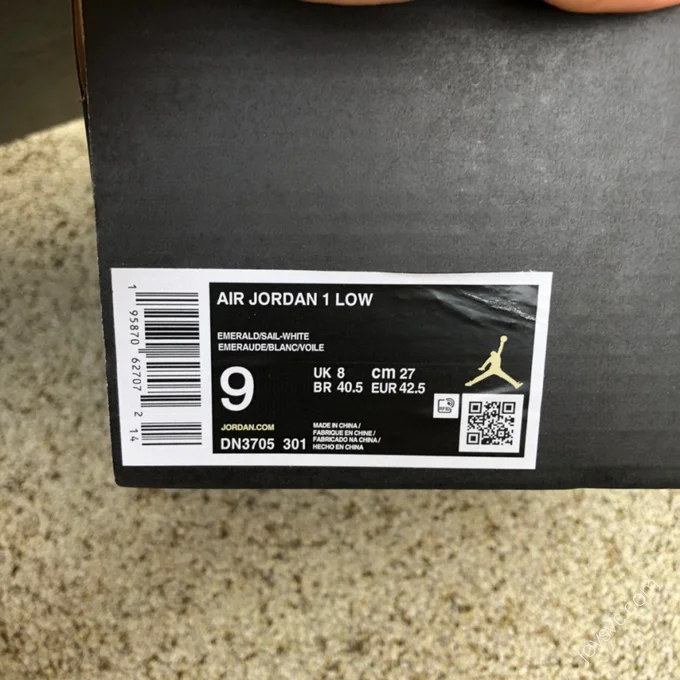 AIR JORDAN 1 LOW
EMERALD/SAIL-WHITE
EMERAUDE/BLANC/VOILE
9
UK 8 cm 27
BR 40.5 EUR 42.5
JORDAN.COM
DN3705 301
MADE IN CHINA/
FABRIQUE EN CHINE/
FABRICADO NA CHINA/
HECHO EN CHINA
1 95870 62707 2 14